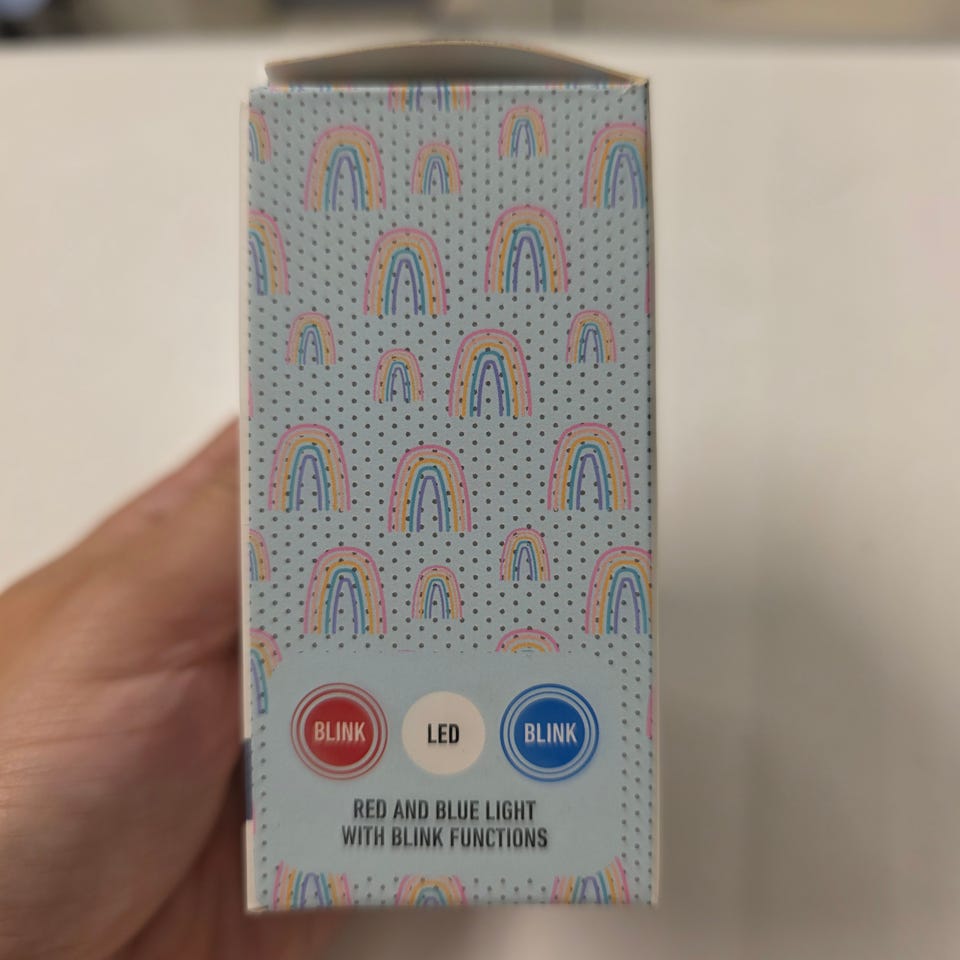 BLINK LED BLINK
RED AND BLUE LIGHT
WITH BLINK FUNCTIONS